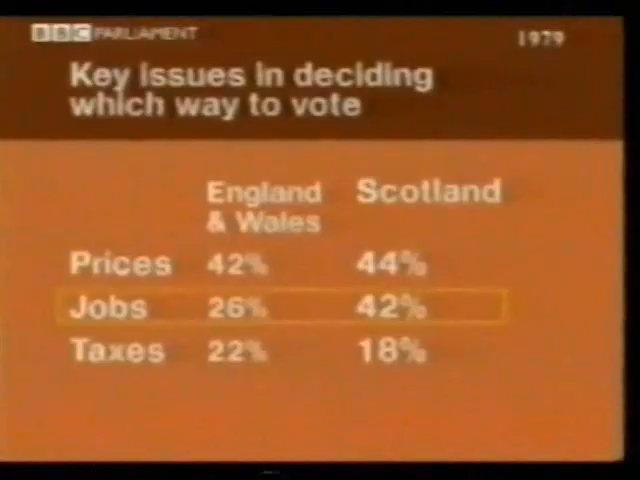 BBC PARLIAMENT 1979
Key issues in deciding
which way to vote
England Scotland
& Wales
Prices 42% 44%
Jobs 26% 42%
Taxes 22% 18%